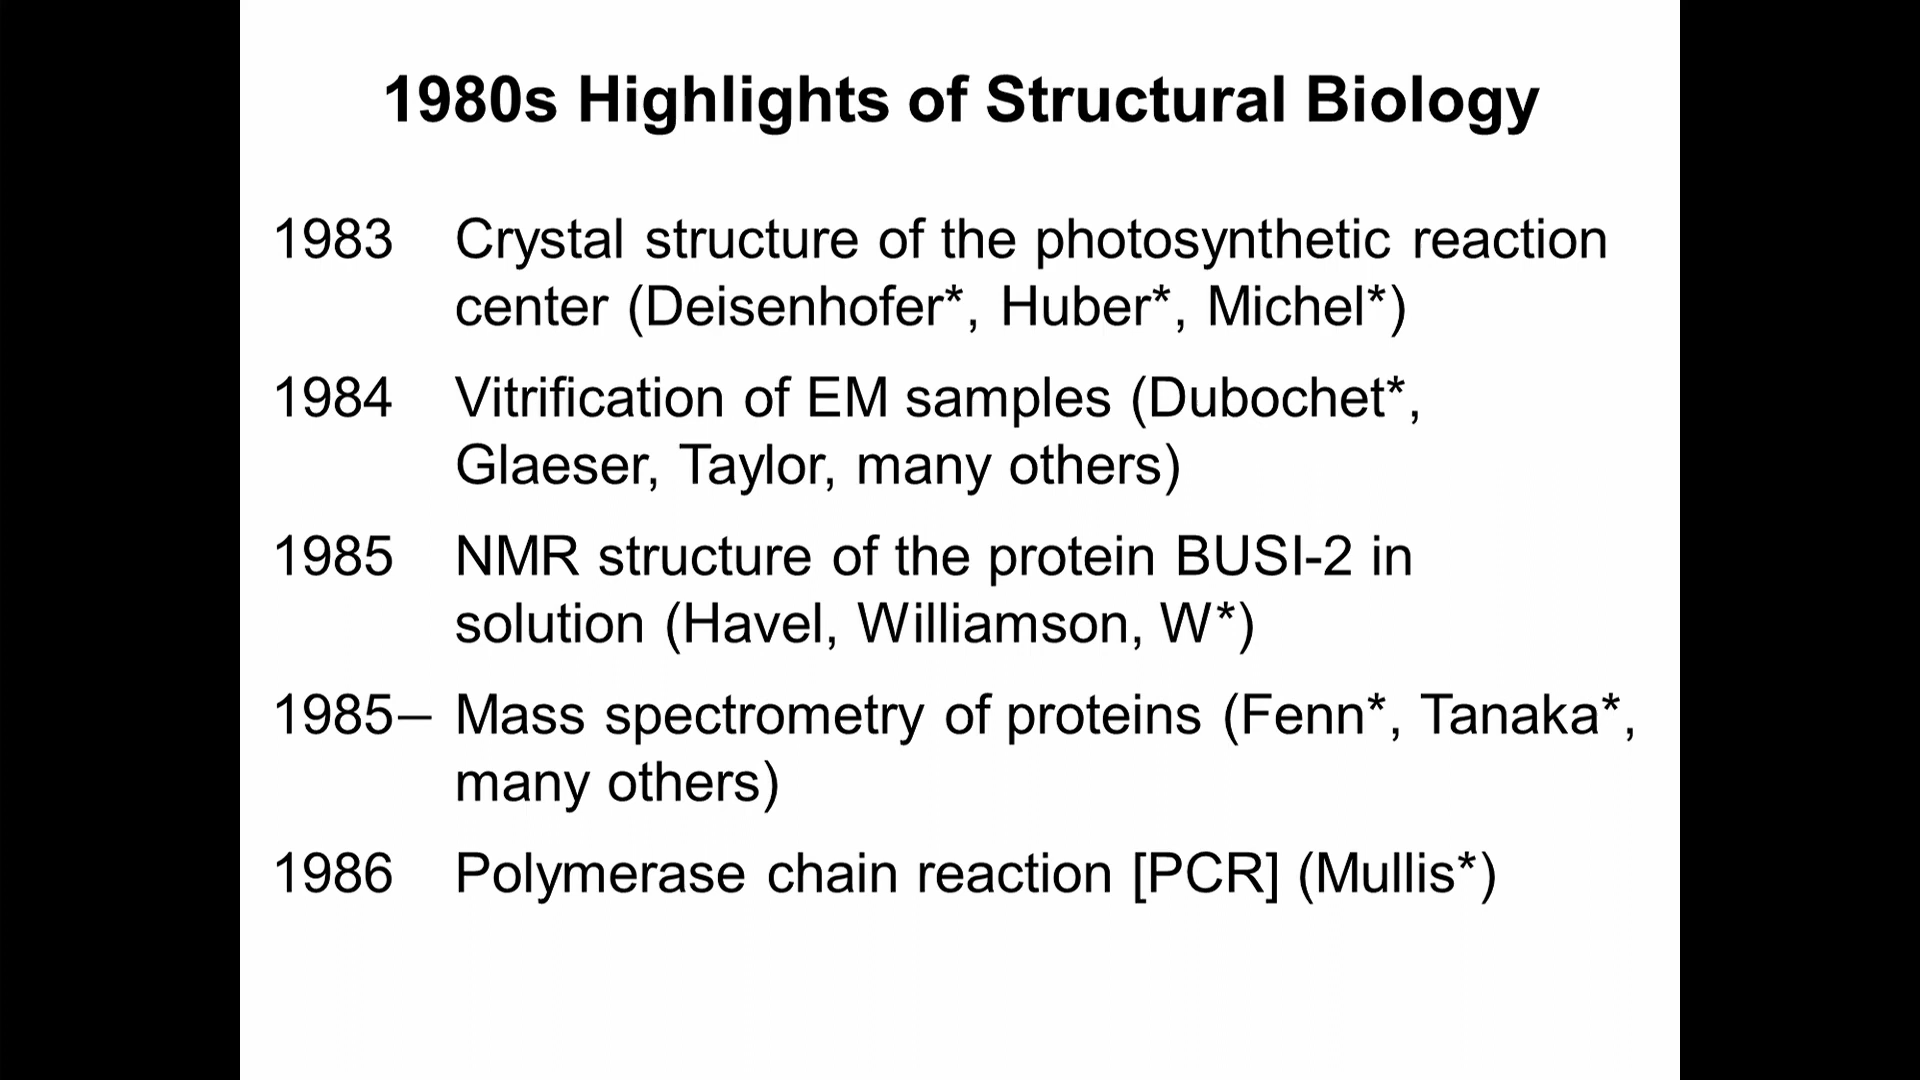 1980s Highlights of Structural Biology
1983 Crystal structure of the photosynthetic reaction
center (Deisenhofer*, Huber*, Michel*)
1984 Vitrification of EM samples (Dubochet*,
Glaeser, Taylor, many others)
1985 NMR structure of the protein BUSI-2 in
solution (Havel, Williamson, W*)
1985– Mass spectrometry of proteins (Fenn*, Tanaka*,
many others)
1986 Polymerase chain reaction [PCR] (Mullis*)